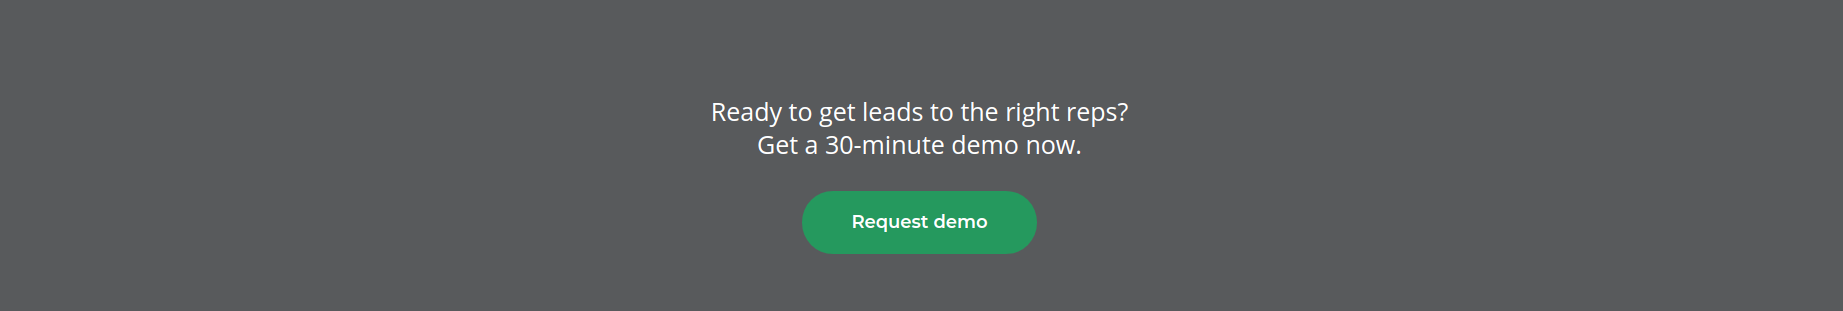 Ready to get leads to the right reps?
Get a 30-minute demo now.
Request demo